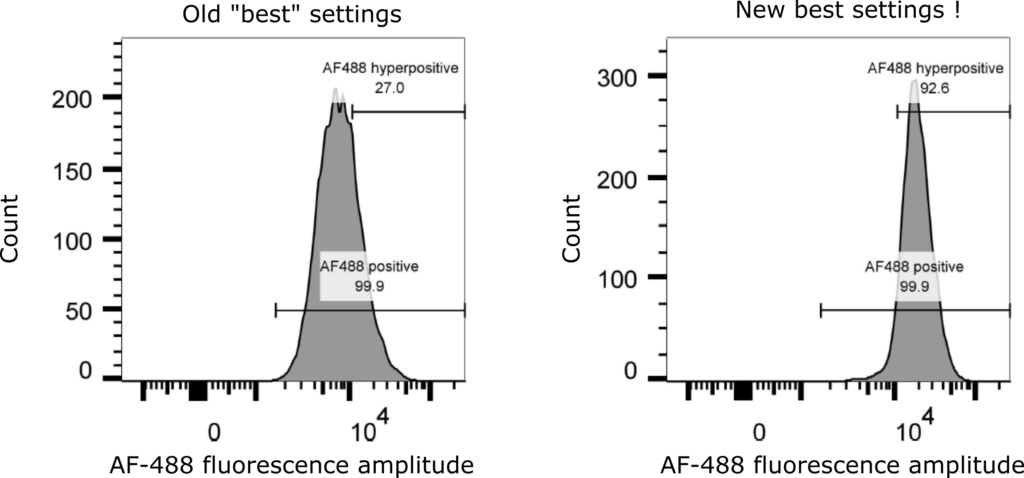 Old "best" settings
AF488 hyperpositive
27.0
200
150
100
50
0
AF488 positive
99.9
Count
0
10^4
AF-488 fluorescence amplitude
New best settings !
AF488 hyperpositive
92.6
300
200
100
0
AF488 positive
99.9
Count
0
10^4
AF-488 fluorescence amplitude